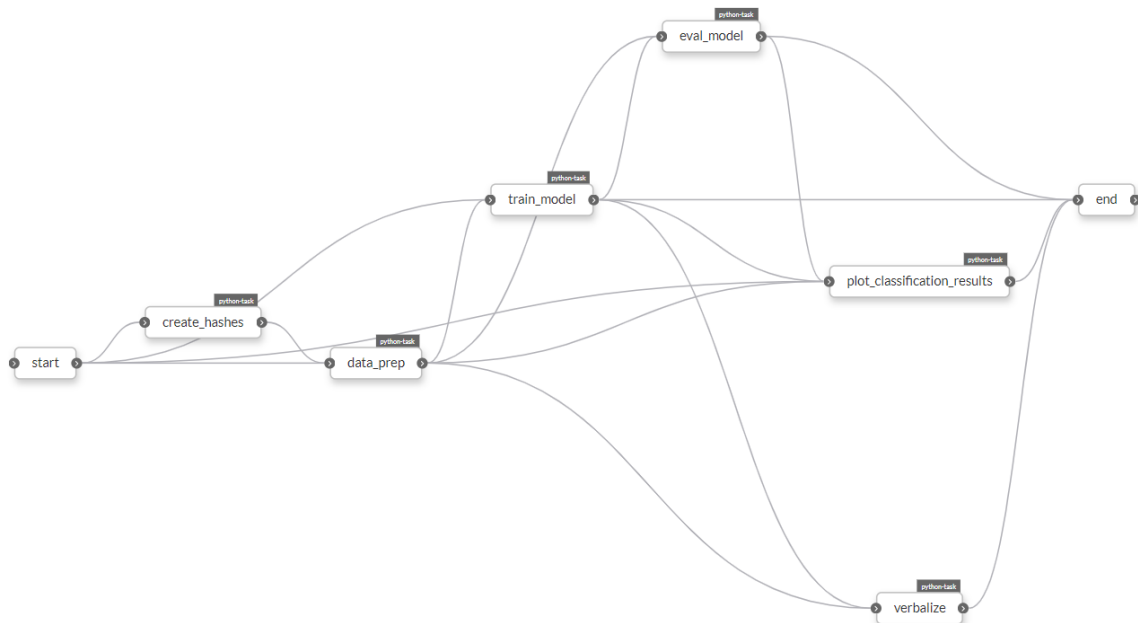 python-task
eval_model
python-task
train_model
end
python-task
plot_classification_results
python-task
create_hashes
python-task
start
data_prep
python-task
verbalize